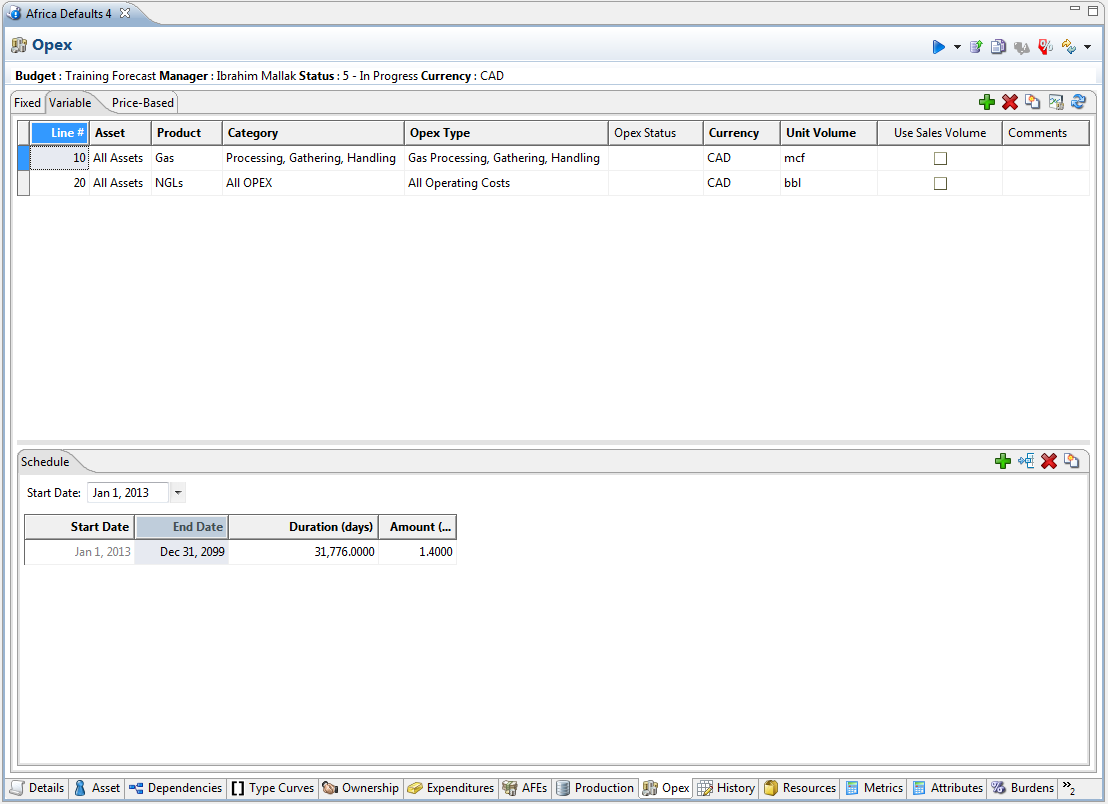 Africa Defaults 4
Opex
Budget : Training Forecast Manager : Ibrahim Mallak Status : 5 - In Progress Currency : CAD
Fixed Variable Price-Based
Line # Asset Product Category Opex Type Opex Status Currency Unit Volume Use Sales Volume Comments
10 All Assets Gas Processing, Gathering, Handling Gas Processing, Gathering, Handling CAD mcf
20 All Assets NGLs All OPEX All Operating Costs CAD bbl
Schedule
Start Date: Jan 1, 2013
Start Date End Date Duration (days) Amount (...
Jan 1, 2013 Dec 31, 2099 31,776.0000 1.4000
Details Asset Dependencies Type Curves Ownership Expenditures AFEs Production Opex History Resources Metrics Attributes Burdens »2